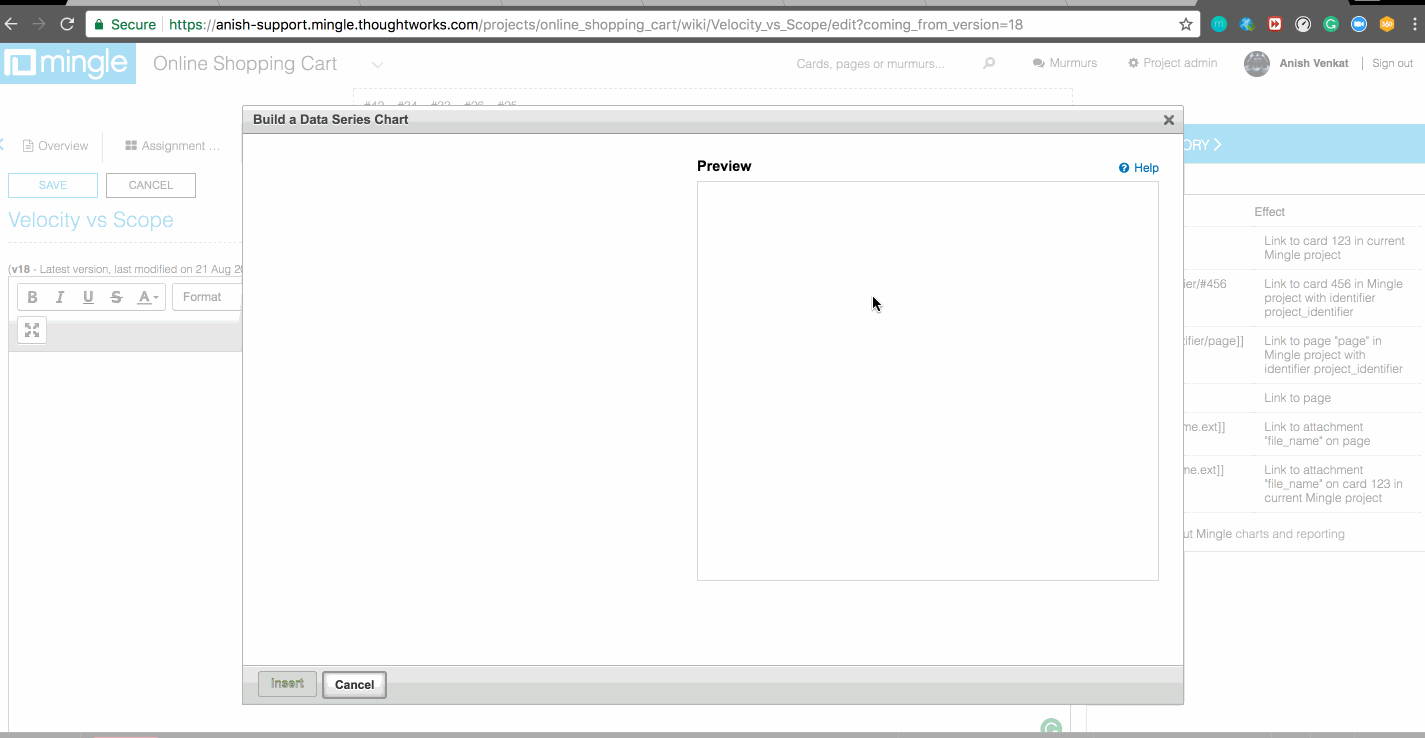 Secure https://anish-support.mingle.thoughtworks.com/projects/online_shopping_cart/wiki/Velocity_vs_Scope/edit?coming_from_version=18
mingle Online Shopping Cart Cards, pages or murmurs... Murmurs Project admin Anish Venkat | Sign out
#42 #34 #33 #26 #25
Build a Data Series Chart
Overview Assignment ... ORY
Preview Help
SAVE CANCEL
Velocity vs Scope
Effect
(v18 - Latest version, last modified on 21 Aug 20
B I U S A Format
Link to card 123 in current
Mingle project
ier/#456 Link to card 456 in Mingle
project with identifier
project_identifier
tifier/page]] Link to page "page" in
Mingle project with
identifier project_identifier
Link to page
me.ext]] Link to attachment
"file_name" on page
me.ext]] Link to attachment
"file_name" on card 123 in
current Mingle project
ut Mingle charts and reporting
Insert Cancel